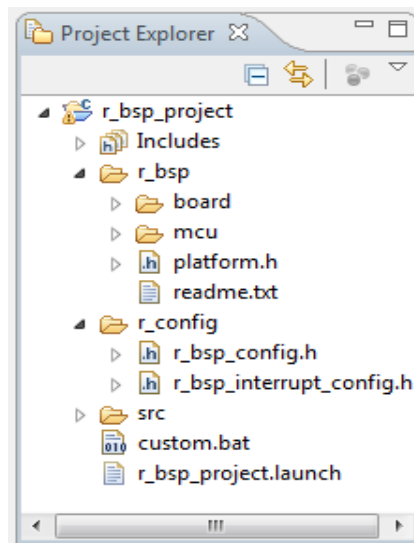 Project Explorer
r_bsp_project
Includes
r_bsp
board
mcu
platform.h
readme.txt
r_config
r_bsp_config.h
r_bsp_interrupt_config.h
src
custom.bat
r_bsp_project.launch